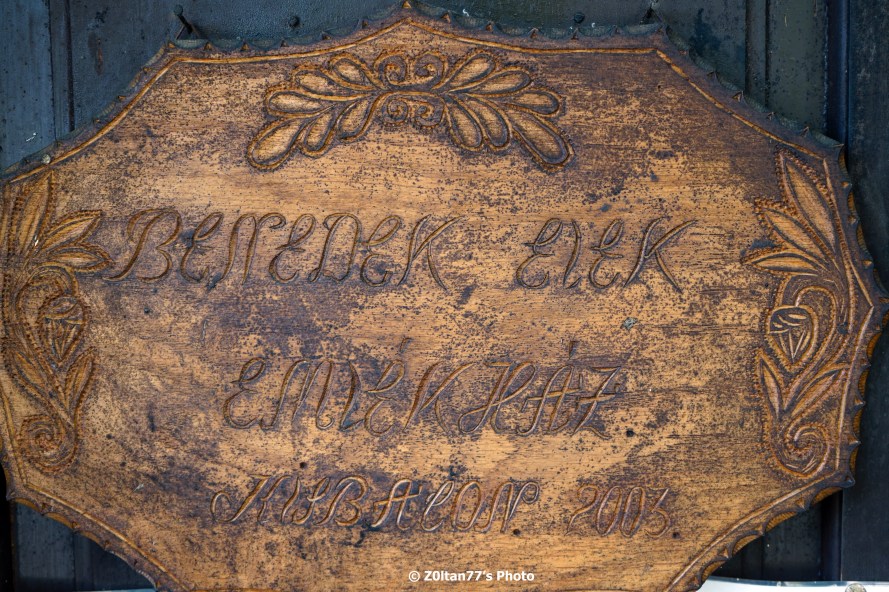 BENEDEK ELEK
EMLÉKHÁZ
KISBACON 2003
© Z0ltan77's Photo